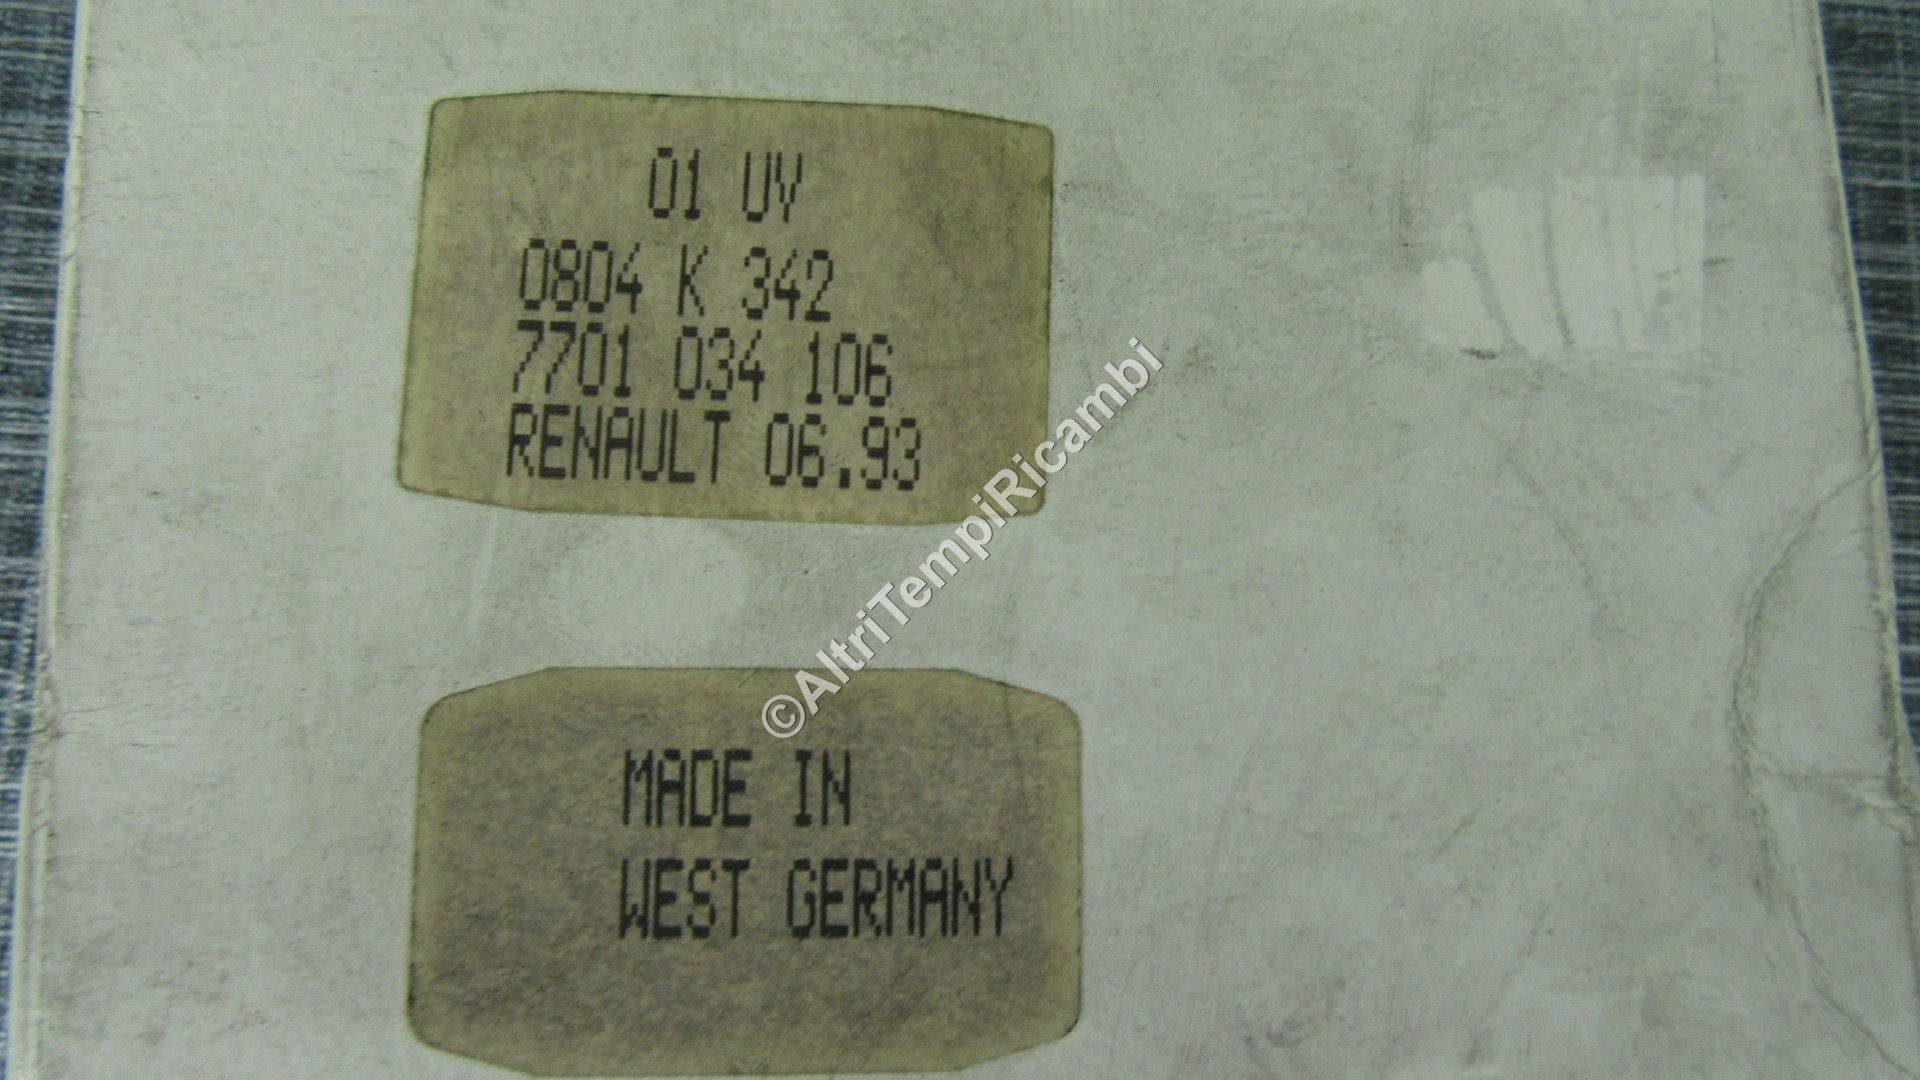 01 UV
0804 K 342
7701 034 106
RENAULT 06.93
©AltriTempiRicambi
MADE IN
WEST GERMANY